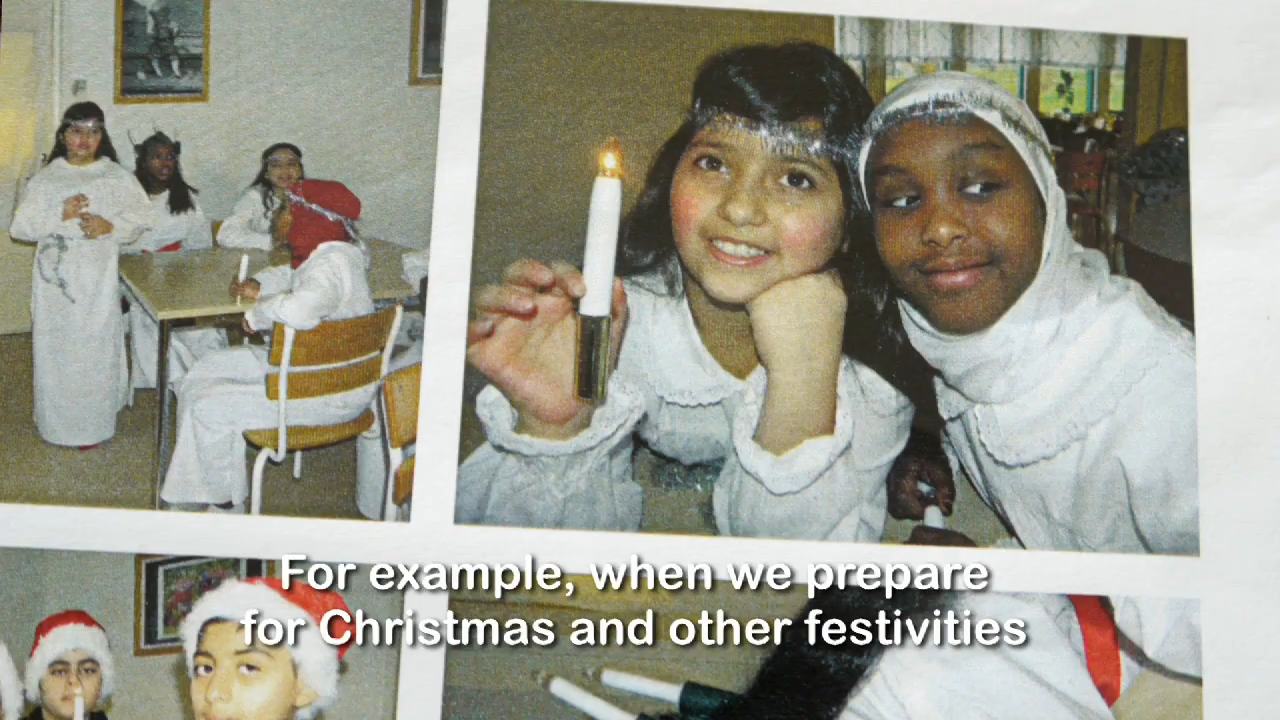 For example, when we prepare
for Christmas and other festivities